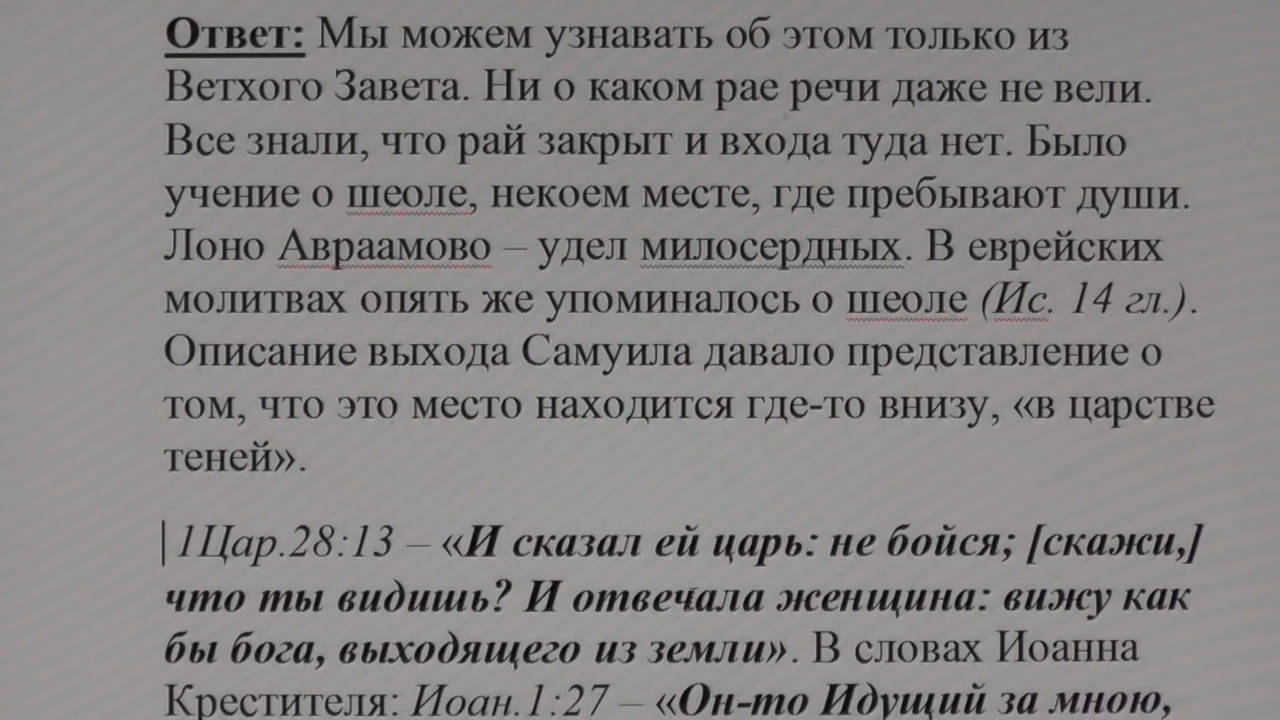 Ответ: Мы можем узнавать об этом только из
Ветхого Завета. Ни о каком рае речи даже не вели.
Все знали, что рай закрыт и входа туда нет. Было
учение о шеоле, некоем месте, где пребывают души.
Лоно Авраамово – удел милосердных. В еврейских
молитвах опять же упоминалось о шеоле (Ис. 14 гл.).
Описание выхода Самуила давало представление о
том, что это место находится где-то внизу, «в царстве
теней».
1Цар.28:13 – «И сказал ей царь: не бойся; [скажи,]
что ты видишь? И отвечала женщина: вижу как
бы бога, выходящего из земли». В словах Иоанна
Крестителя: Иоан.1:27 – «Он-то Идущий за мною,